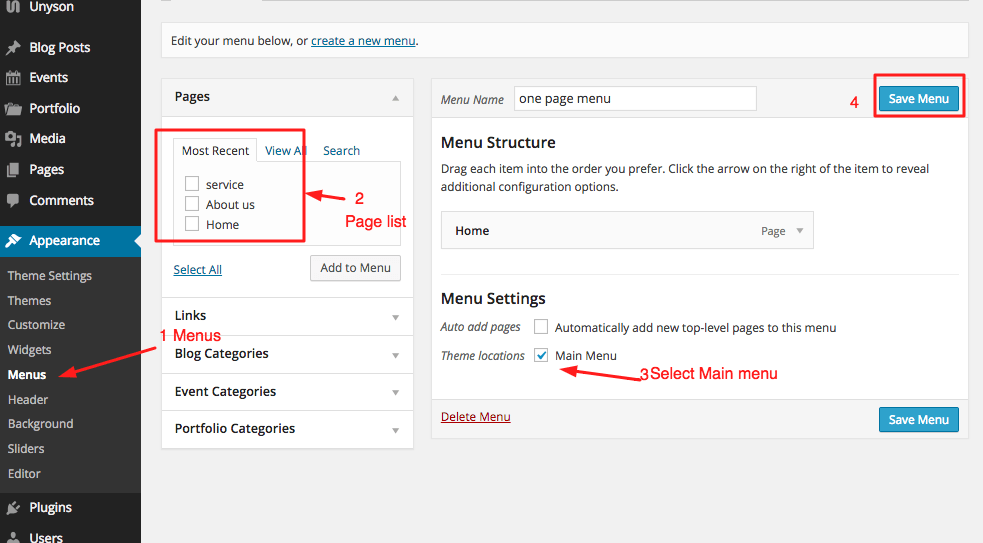 Unyson
Blog Posts
Events
Portfolio
Media
Pages
Comments
Appearance
Theme Settings
Themes
Customize
Widgets
Menus
Header
Background
Sliders
Editor
Plugins
Users
1 Menus
Edit your menu below, or create a new menu.
Pages
Most Recent View All Search
service
About us
Home
2
Page list
Select All Add to Menu
Links
Blog Categories
Event Categories
Portfolio Categories
Menu Name one page menu 4 Save Menu
Menu Structure
Drag each item into the order you prefer. Click the arrow on the right of the item to reveal
additional configuration options.
Home Page
Menu Settings
Auto add pages Automatically add new top-level pages to this menu
Theme locations Main Menu
3 Select Main menu
Delete Menu Save Menu